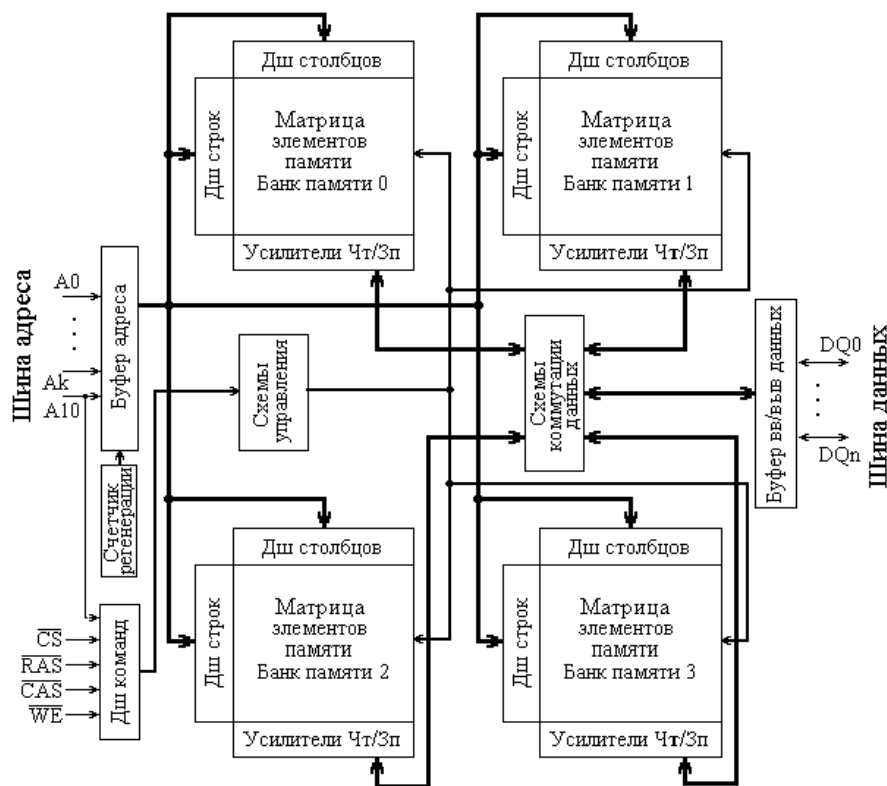 Дш столбцов
Дш строк
Матрица
элементов
памяти
Банк памяти 0
Усилители Чт/Зп
Дш столбцов
Дш строк
Матрица
элементов
памяти
Банк памяти 1
Усилители Чт/Зп
Шина адреса
A0
Ak
A10
Буфер адреса
Счетчик
регенерации
Схемы
управления
Схемы
коммутации
данных
Буфер вв/выв данных
DQ0
DQn
Шина данных
Дш столбцов
Дш строк
Матрица
элементов
памяти
Банк памяти 2
Усилители Чт/Зп
Дш столбцов
Дш строк
Матрица
элементов
памяти
Банк памяти 3
Усилители Чт/Зп
CS
RAS
CAS
WE
Дш команд